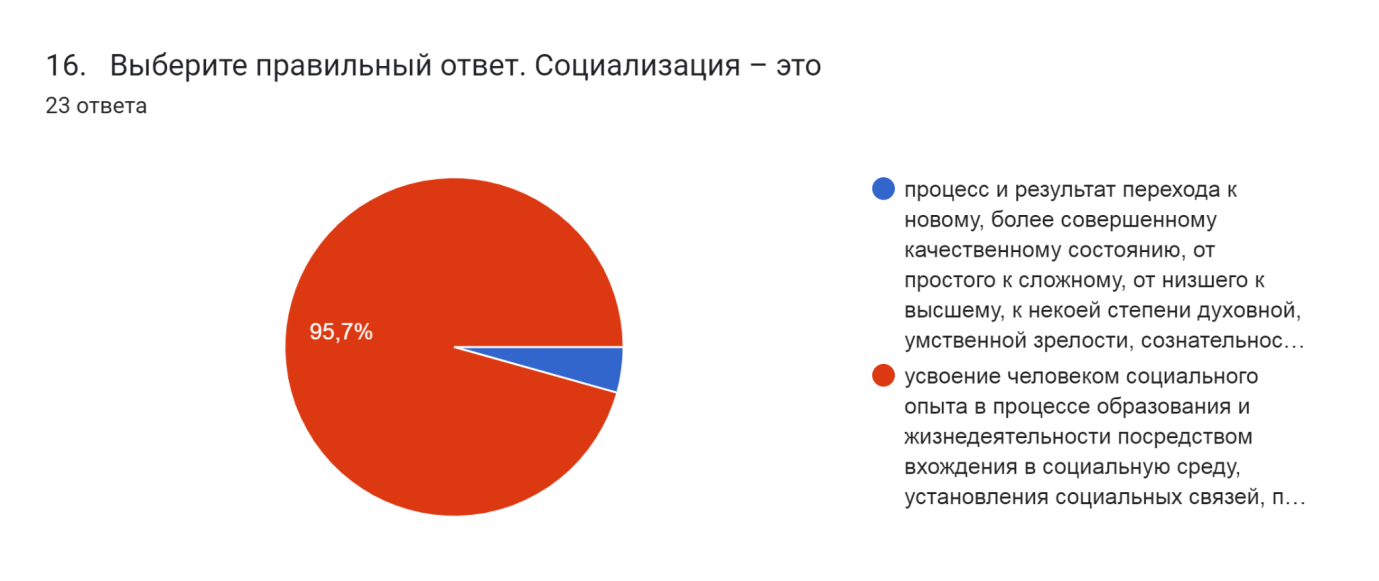 16. Выберите правильный ответ. Социализация – это
23 ответа
95,7%
процесс и результат перехода к
новому, более совершенному
качественному состоянию, от
простого к сложному, от низшего к
высшему, к некоей степени духовной,
умственной зрелости, сознательнос…
усвоение человеком социального
опыта в процессе образования и
жизнедеятельности посредством
вхождения в социальную среду,
установления социальных связей, п…